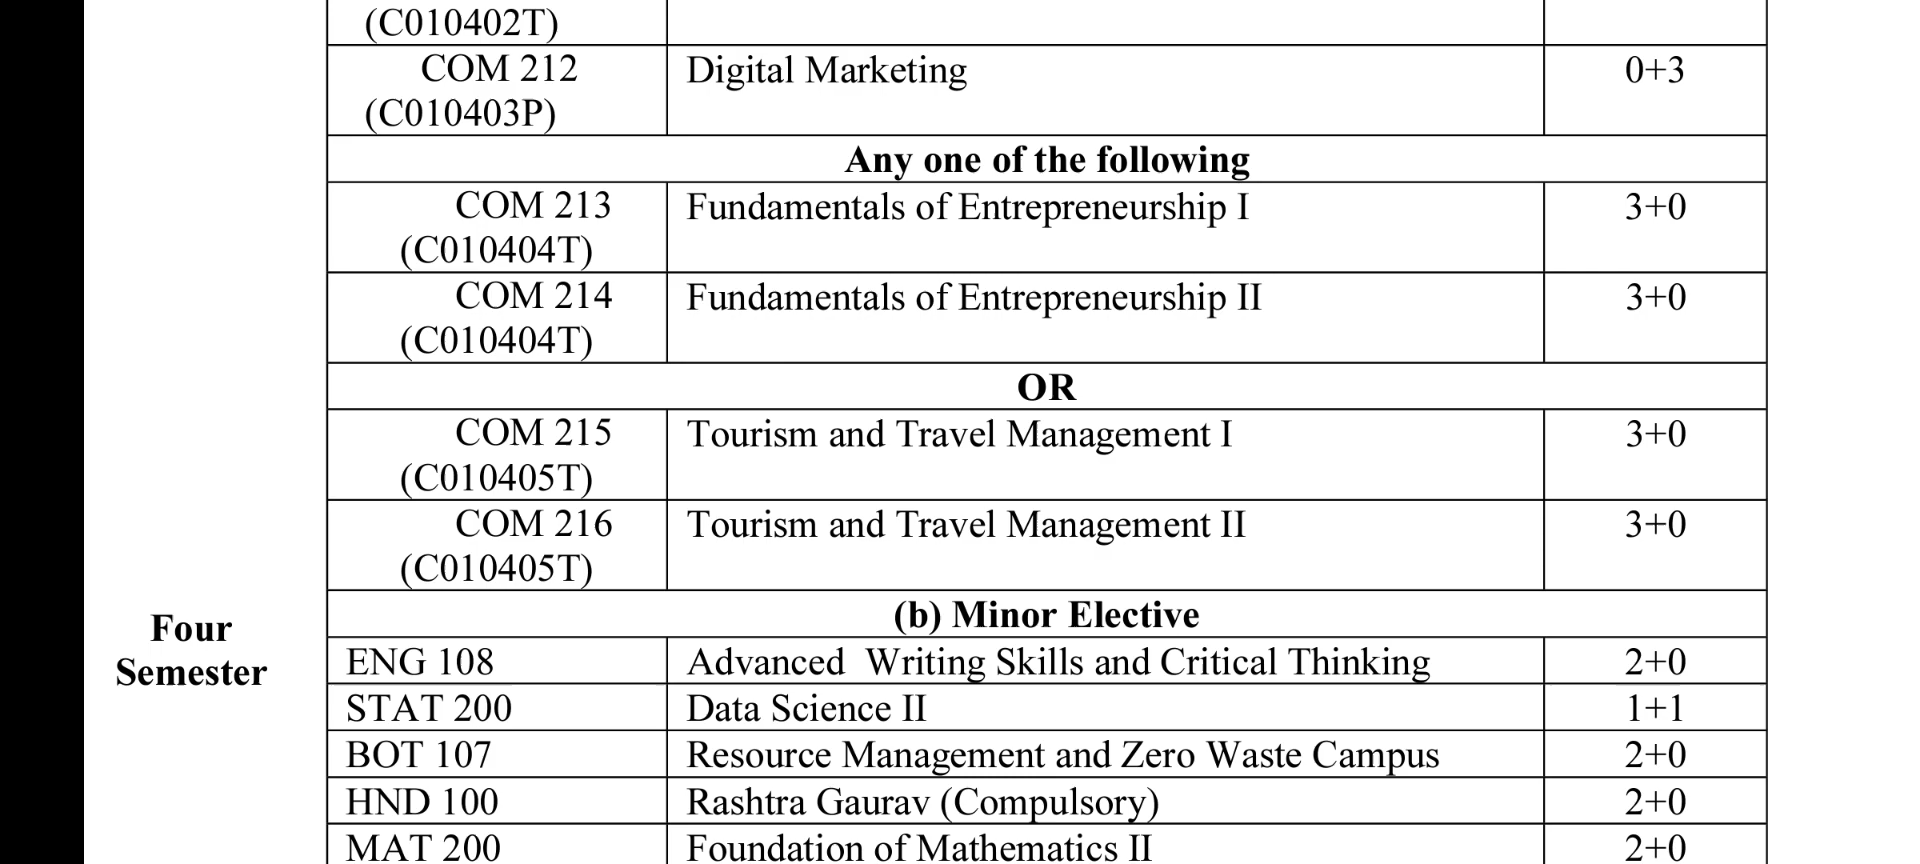 (C010402T)
COM 212 Digital Marketing 0+3
(C010403P)
Any one of the following
COM 213 Fundamentals of Entrepreneurship I 3+0
(C010404T)
COM 214 Fundamentals of Entrepreneurship II 3+0
(C010404T)
OR
COM 215 Tourism and Travel Management I 3+0
(C010405T)
COM 216 Tourism and Travel Management II 3+0
(C010405T)
Four
Semester
(b) Minor Elective
ENG 108 Advanced  Writing Skills and Critical Thinking 2+0
STAT 200 Data Science II 1+1
BOT 107 Resource Management and Zero Waste Campus 2+0
HND 100 Rashtra Gaurav (Compulsory) 2+0
MAT 200 Foundation of Mathematics II 2+0